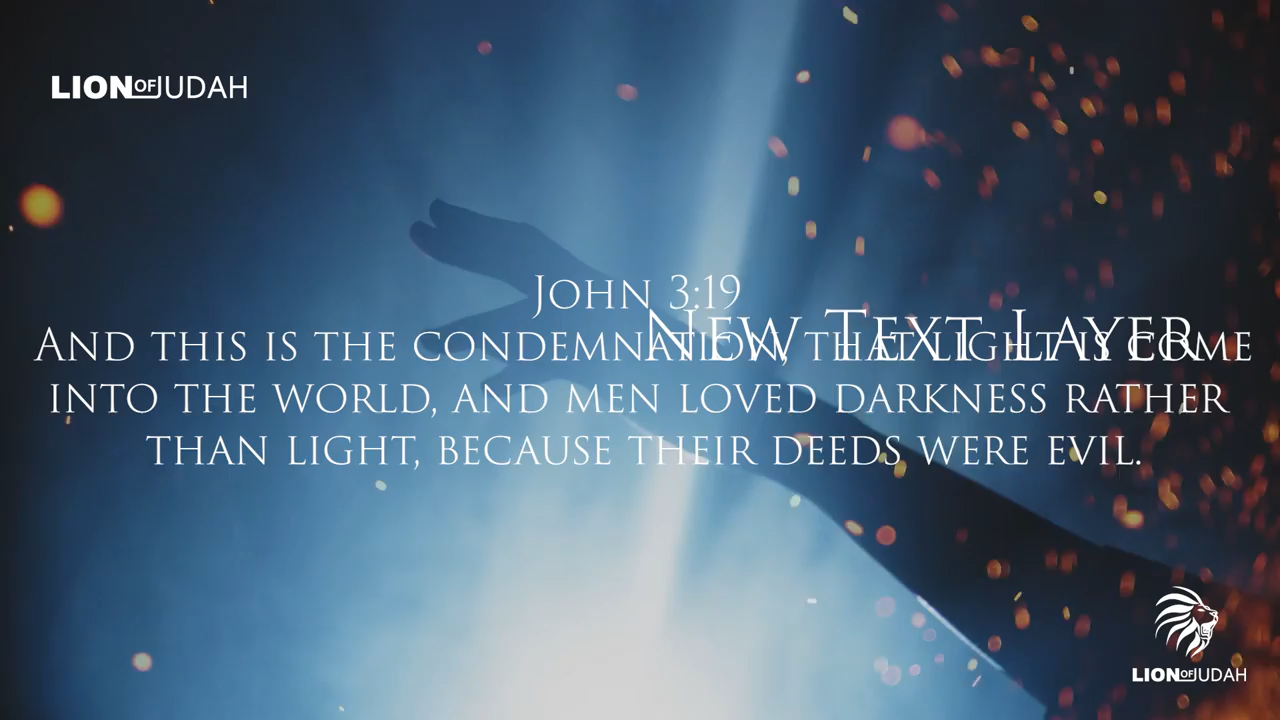 LION OF JUDAH
John 3:19
New Text Layer
And this is the condemnation, that light is come
into the world, and men loved darkness rather
than light, because their deeds were evil.
LION OF JUDAH